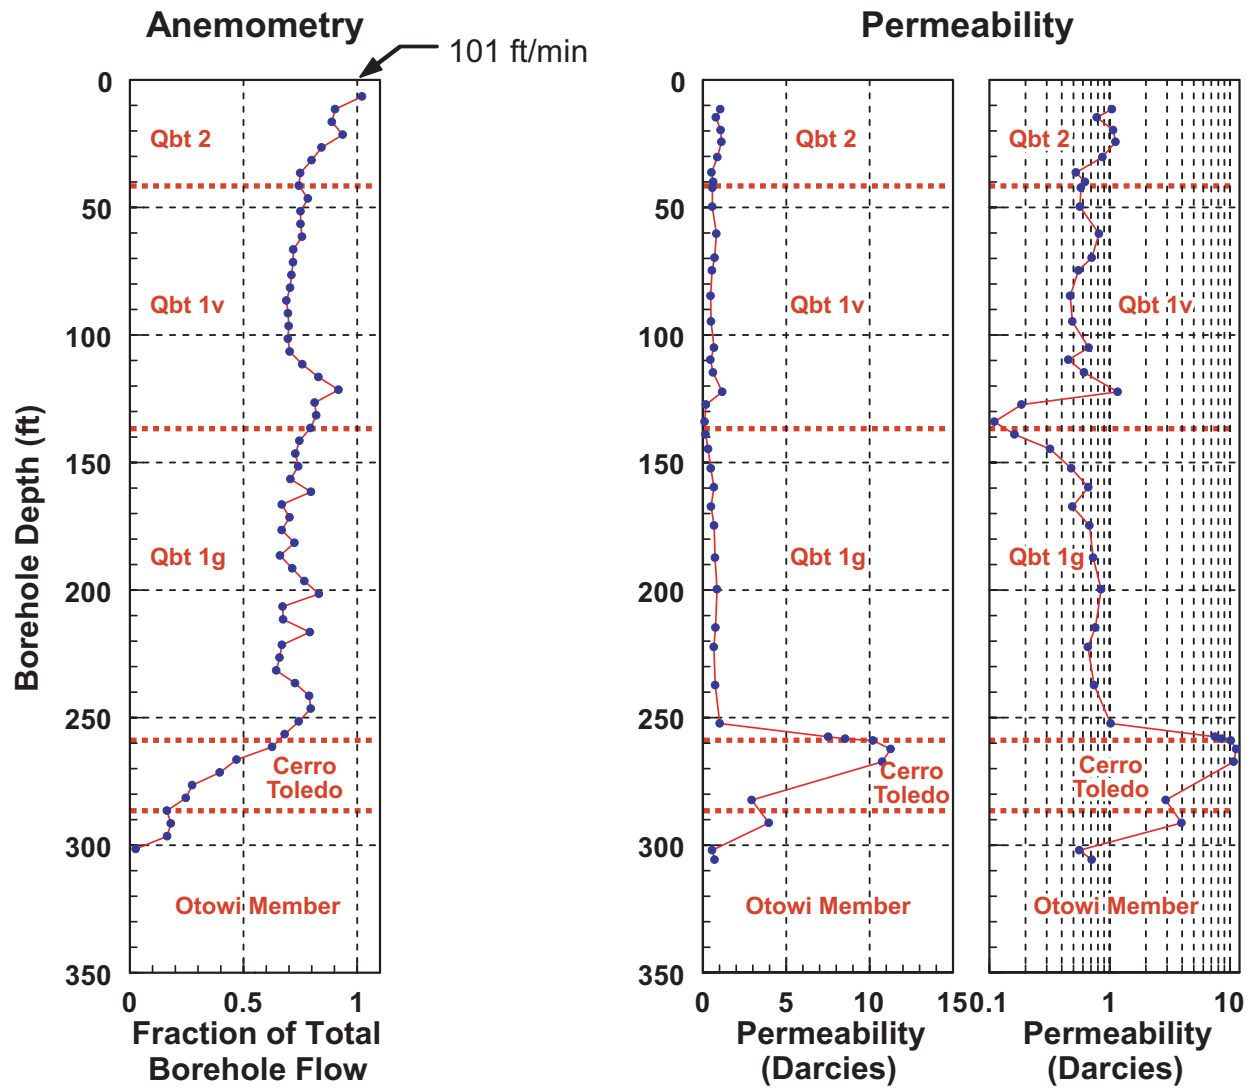 Anemometry
101 ft/min
Permeability
Borehole Depth (ft)
0
50
100
150
200
250
300
350
Qbt 2
Qbt 1v
Qbt 1g
Cerro
Toledo
Otowi Member
0
0.5
1
Fraction of Total
Borehole Flow
0
50
100
150
200
250
300
350
Qbt 2
Qbt 1v
Qbt 1g
Cerro
Toledo
Otowi Member
0
5
10
15
Permeability
(Darcies)
Qbt 2
Qbt 1v
Qbt 1g
Cerro
Toledo
Otowi Member
0.1
1
10
Permeability
(Darcies)